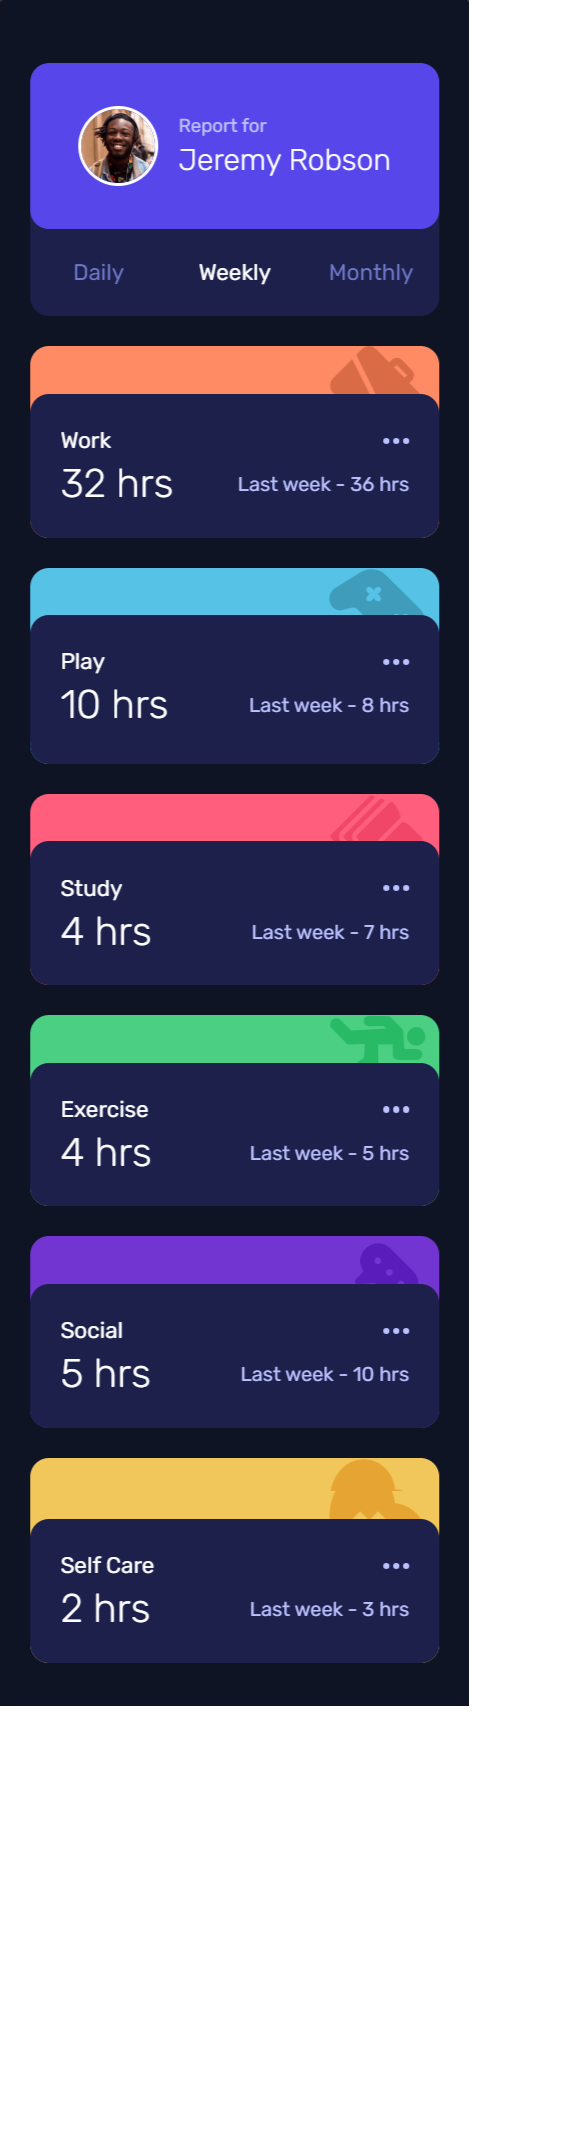 Report for
Jeremy Robson
Daily Weekly Monthly
Work
32 hrs Last week - 36 hrs
Play
10 hrs Last week - 8 hrs
Study
4 hrs Last week - 7 hrs
Exercise
4 hrs Last week - 5 hrs
Social
5 hrs Last week - 10 hrs
Self Care
2 hrs Last week - 3 hrs